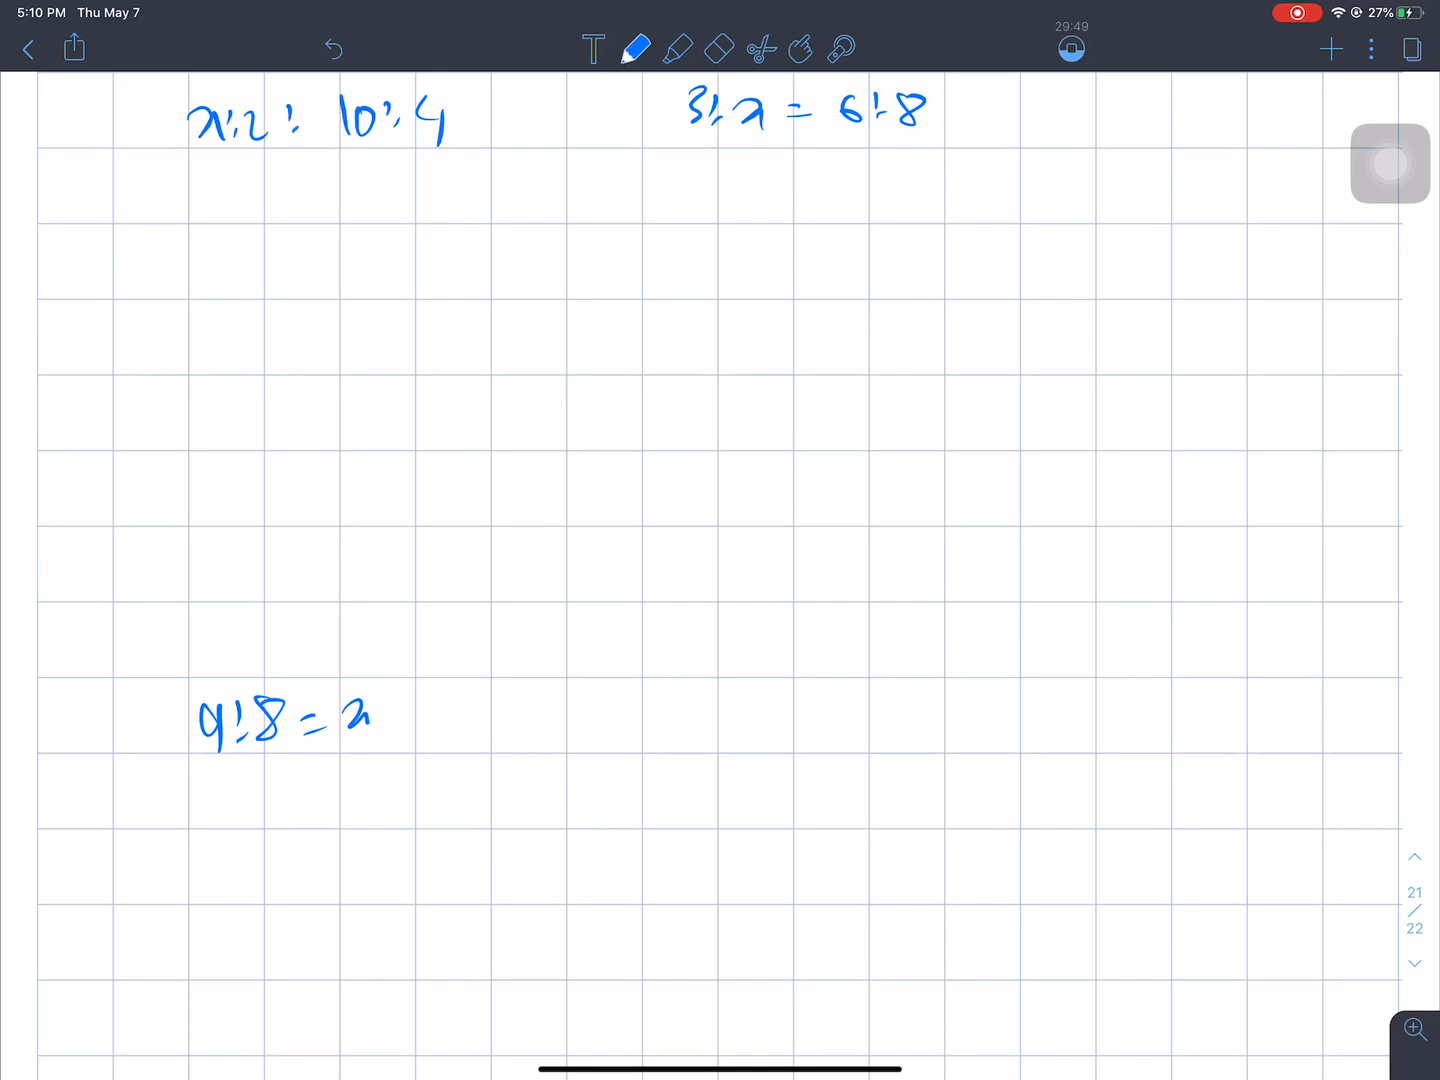 5:10 PM Thu May 7
27%
29:49
T
x:2 : 10:4
3:x = 6:8
9:8 = x
21
/
22